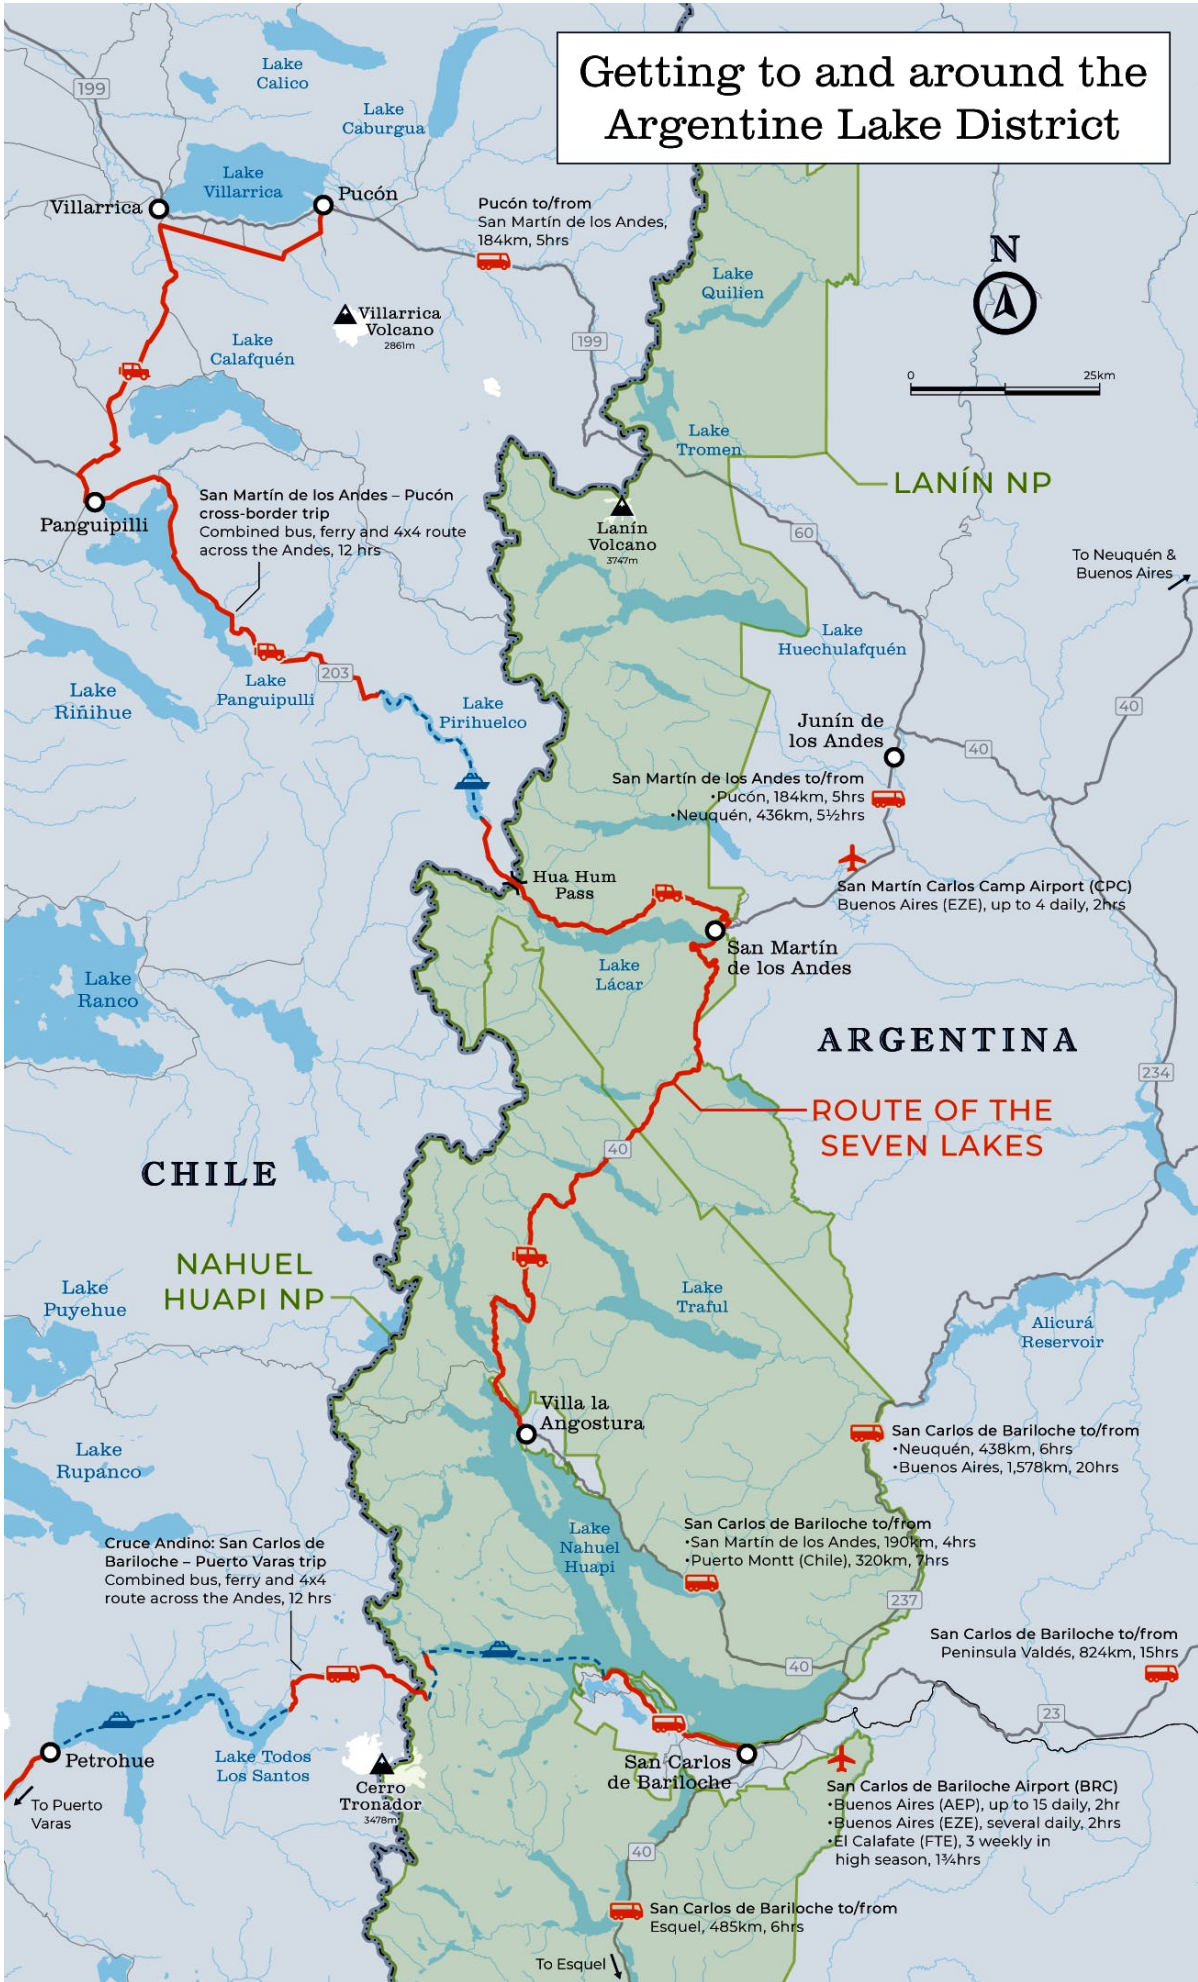 Getting to and around the
Argentine Lake District
199
Lake
Calico
Lake
Caburgua
Lake
Villarrica
Villarrica
Pucón
Pucón to/from
San Martín de los Andes,
184km, 5hrs
Lake
Quilien
N
Villarrica
Volcano
2861m
199
Lake
Calafquén
0
25km
Lake
Tromen
LANÍN NP
San Martín de los Andes – Pucón
cross-border trip
Combined bus, ferry and 4x4 route
across the Andes, 12 hrs
Panguipilli
Lanín
Volcano
3747m
60
To Neuquén &
Buenos Aires
Lake
Huechulafquén
Lake
Riñihue
Lake
Panguipulli
203
Lake
Pirihuelco
40
Junín de
los Andes
40
San Martín de los Andes to/from
•Pucón, 184km, 5hrs
•Neuquén, 436km, 5½hrs
Hua Hum
Pass
San Martín Carlos Camp Airport (CPC)
Buenos Aires (EZE), up to 4 daily, 2hrs
San Martín
de los Andes
Lake
Lácar
Lake
Ranco
ARGENTINA
234
ROUTE OF THE
SEVEN LAKES
40
CHILE
NAHUEL
HUAPI NP
Lake
Puyehue
Lake
Traful
Alicurá
Reservoir
Villa la
Angostura
San Carlos de Bariloche to/from
•Neuquén, 438km, 6hrs
•Buenos Aires, 1,578km, 20hrs
Lake
Rupanco
Lake
Nahuel
Huapi
San Carlos de Bariloche to/from
•San Martín de los Andes, 190km, 4hrs
•Puerto Montt (Chile), 320km, 7hrs
Cruce Andino: San Carlos de
Bariloche – Puerto Varas trip
Combined bus, ferry and 4x4
route across the Andes, 12 hrs
237
San Carlos de Bariloche to/from
Peninsula Valdés, 824km, 15hrs
40
23
Petrohue
Lake Todos
Los Santos
San Carlos
de Bariloche
To Puerto
Varas
Cerro
Tronador
3478m
San Carlos de Bariloche Airport (BRC)
•Buenos Aires (AEP), up to 15 daily, 2hr
•Buenos Aires (EZE), several daily, 2hrs
•El Calafate (FTE), 3 weekly in
high season, 1¾hrs
40
San Carlos de Bariloche to/from
Esquel, 485km, 6hrs
To Esquel